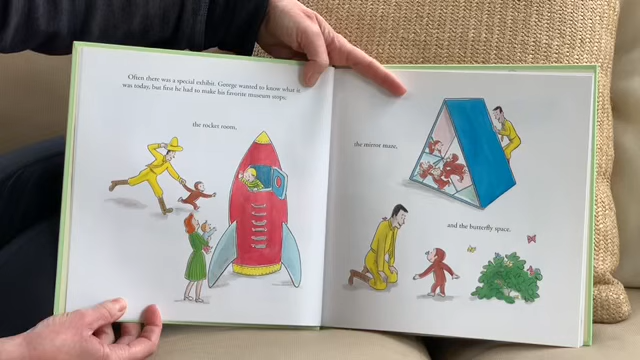 Often there was a special exhibit. George wanted to know what it
was today, but first he had to make his favorite museum stops:
the rocket room,
the mirror maze,
and the butterfly space.